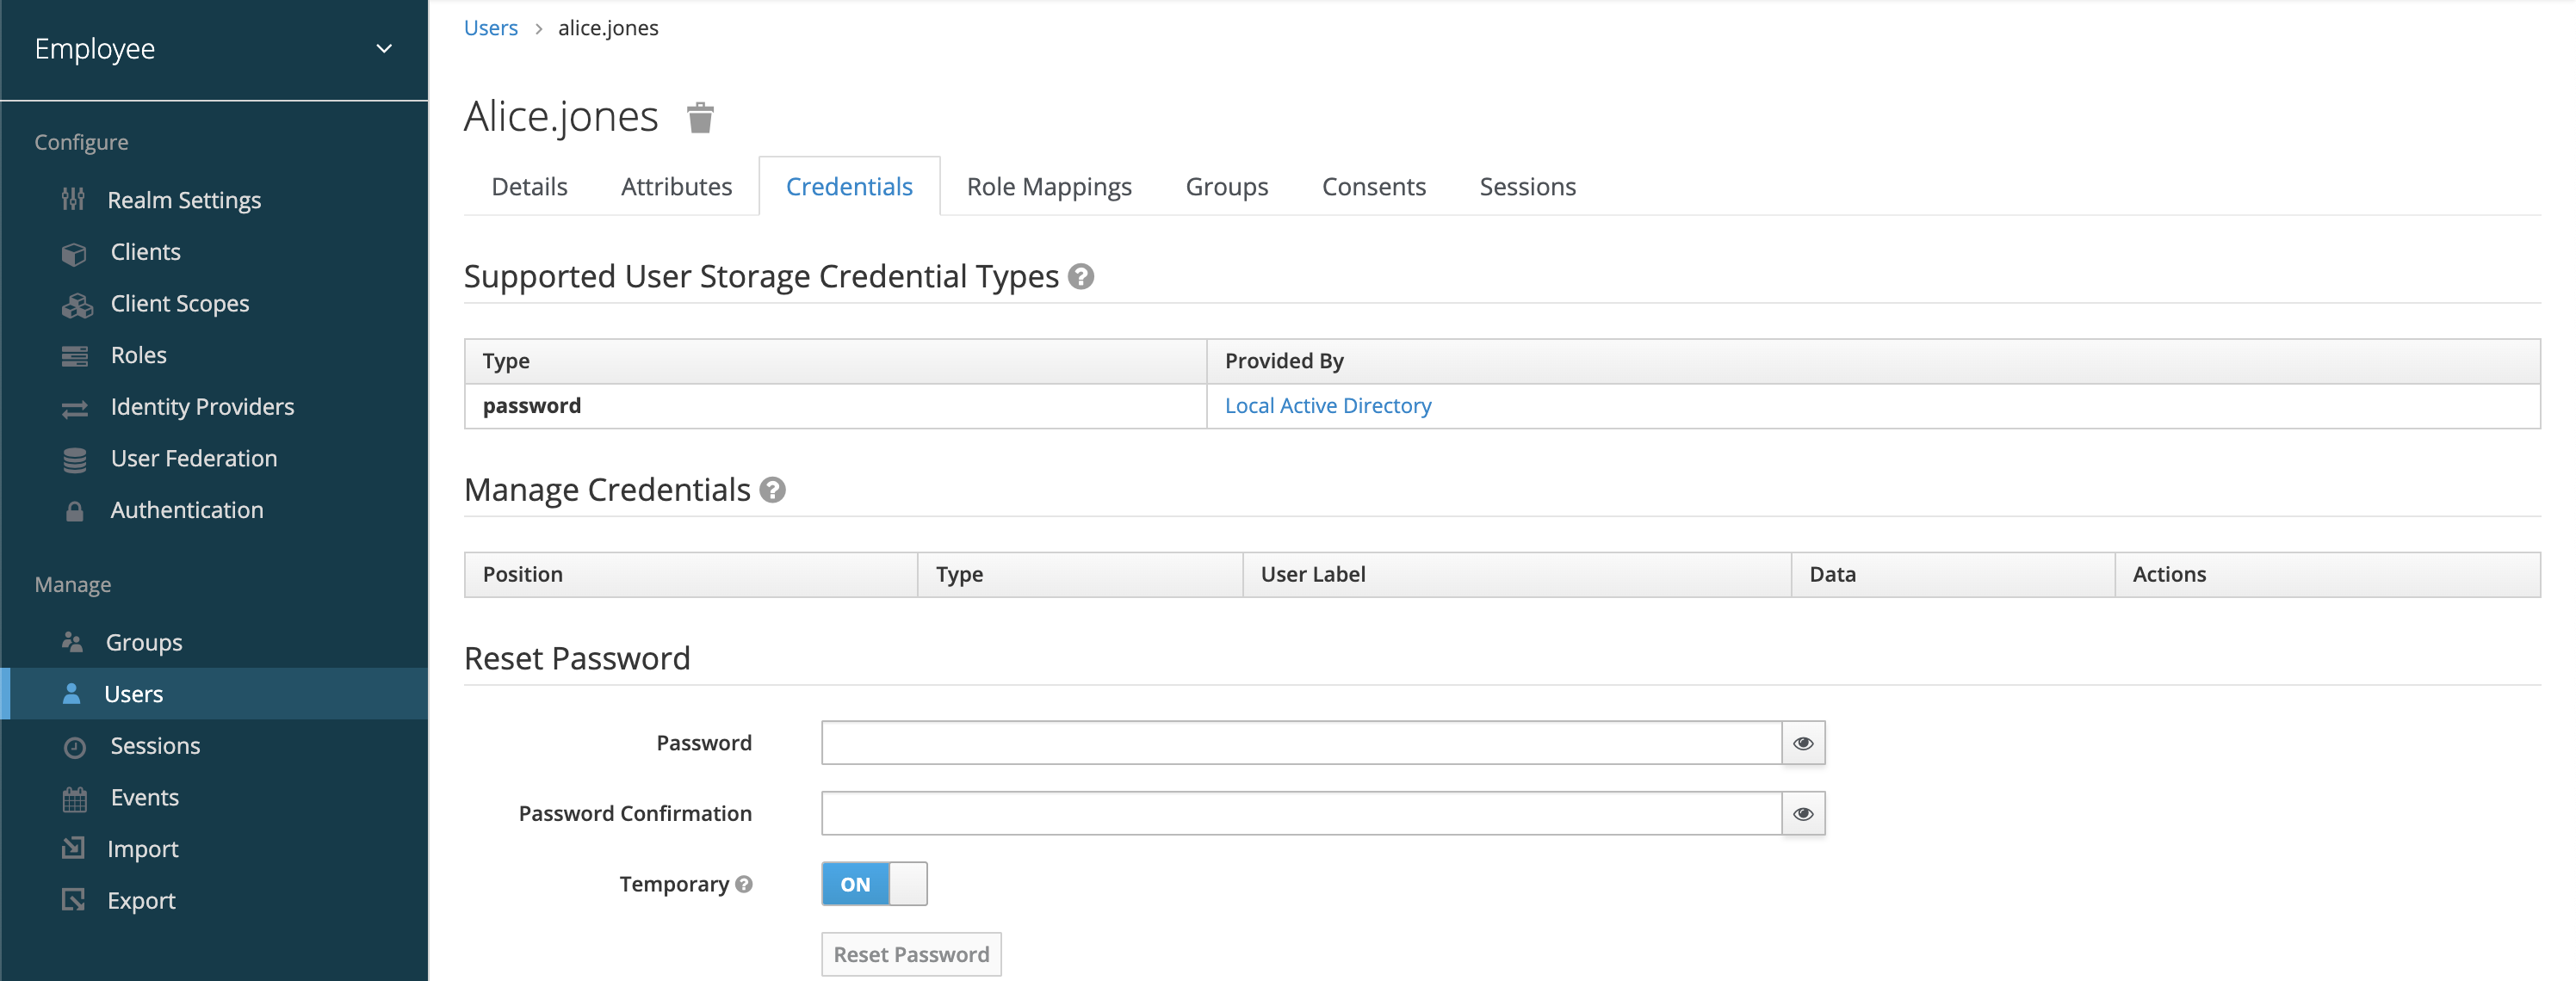 Employee
Configure
Realm Settings
Clients
Client Scopes
Roles
Identity Providers
User Federation
Authentication
Manage
Groups
Users
Sessions
Events
Import
Export
Users > alice.jones
Alice.jones
Details Attributes Credentials Role Mappings Groups Consents Sessions
Supported User Storage Credential Types
Type Provided By
password Local Active Directory
Manage Credentials
Position Type User Label Data Actions
Reset Password
Password
Password Confirmation
Temporary ON
Reset Password